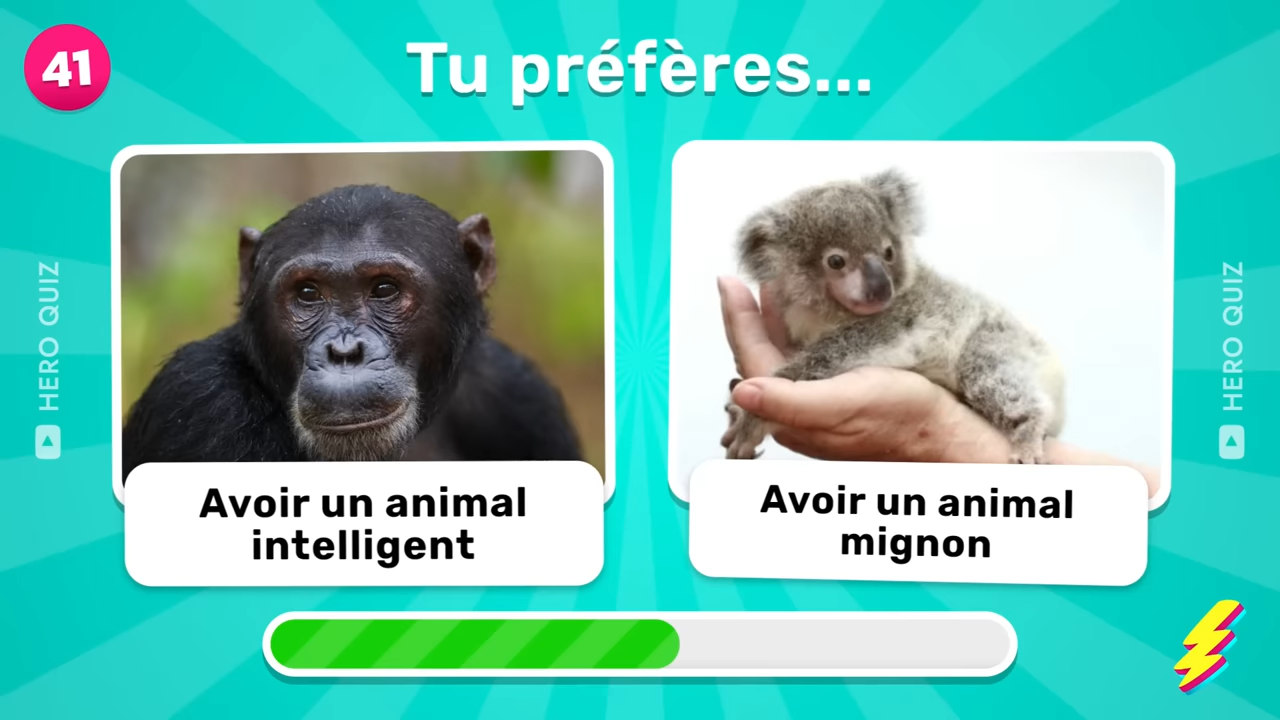 41
Tu préfères...
HERO QUIZ
HERO QUIZ
Avoir un animal
intelligent
Avoir un animal
mignon